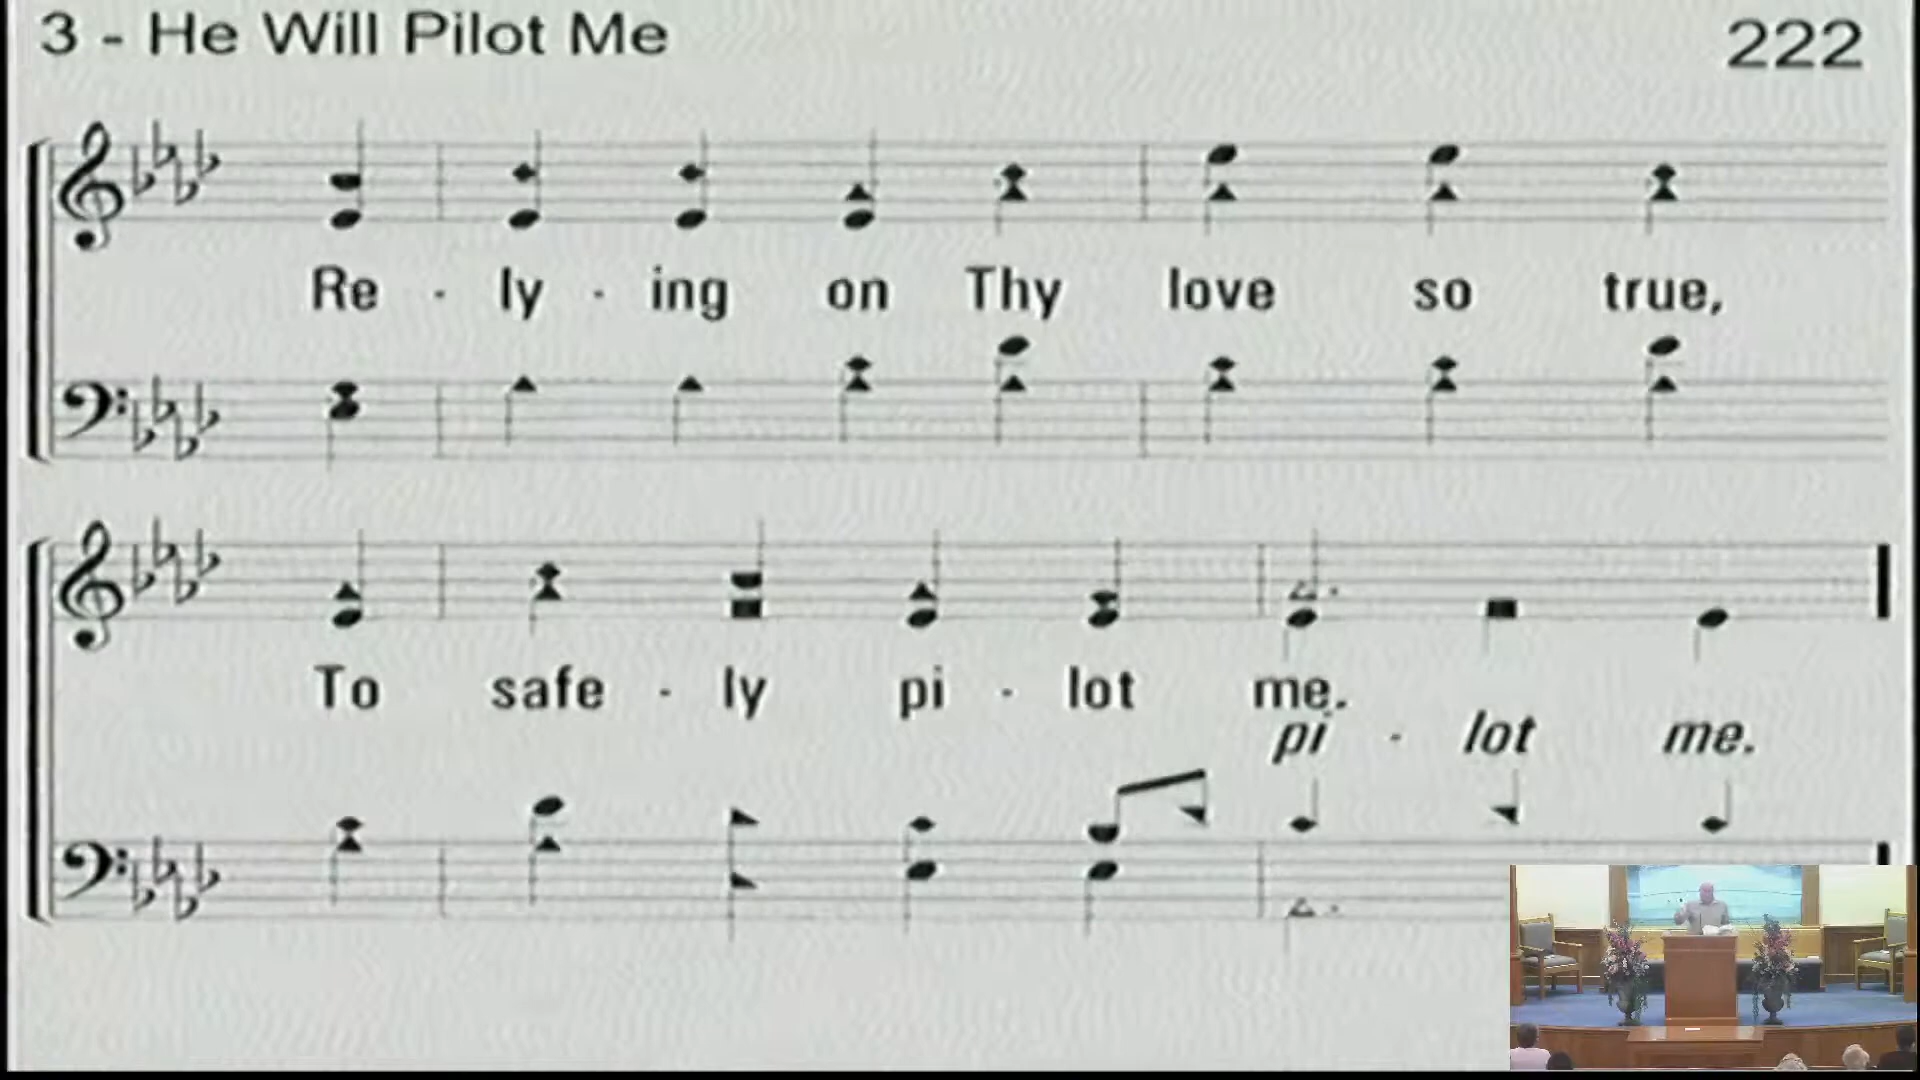 3 - He Will Pilot Me
222
Re - ly - ing on Thy love so true,
To safe - ly pi - lot me.
pi - lot me.